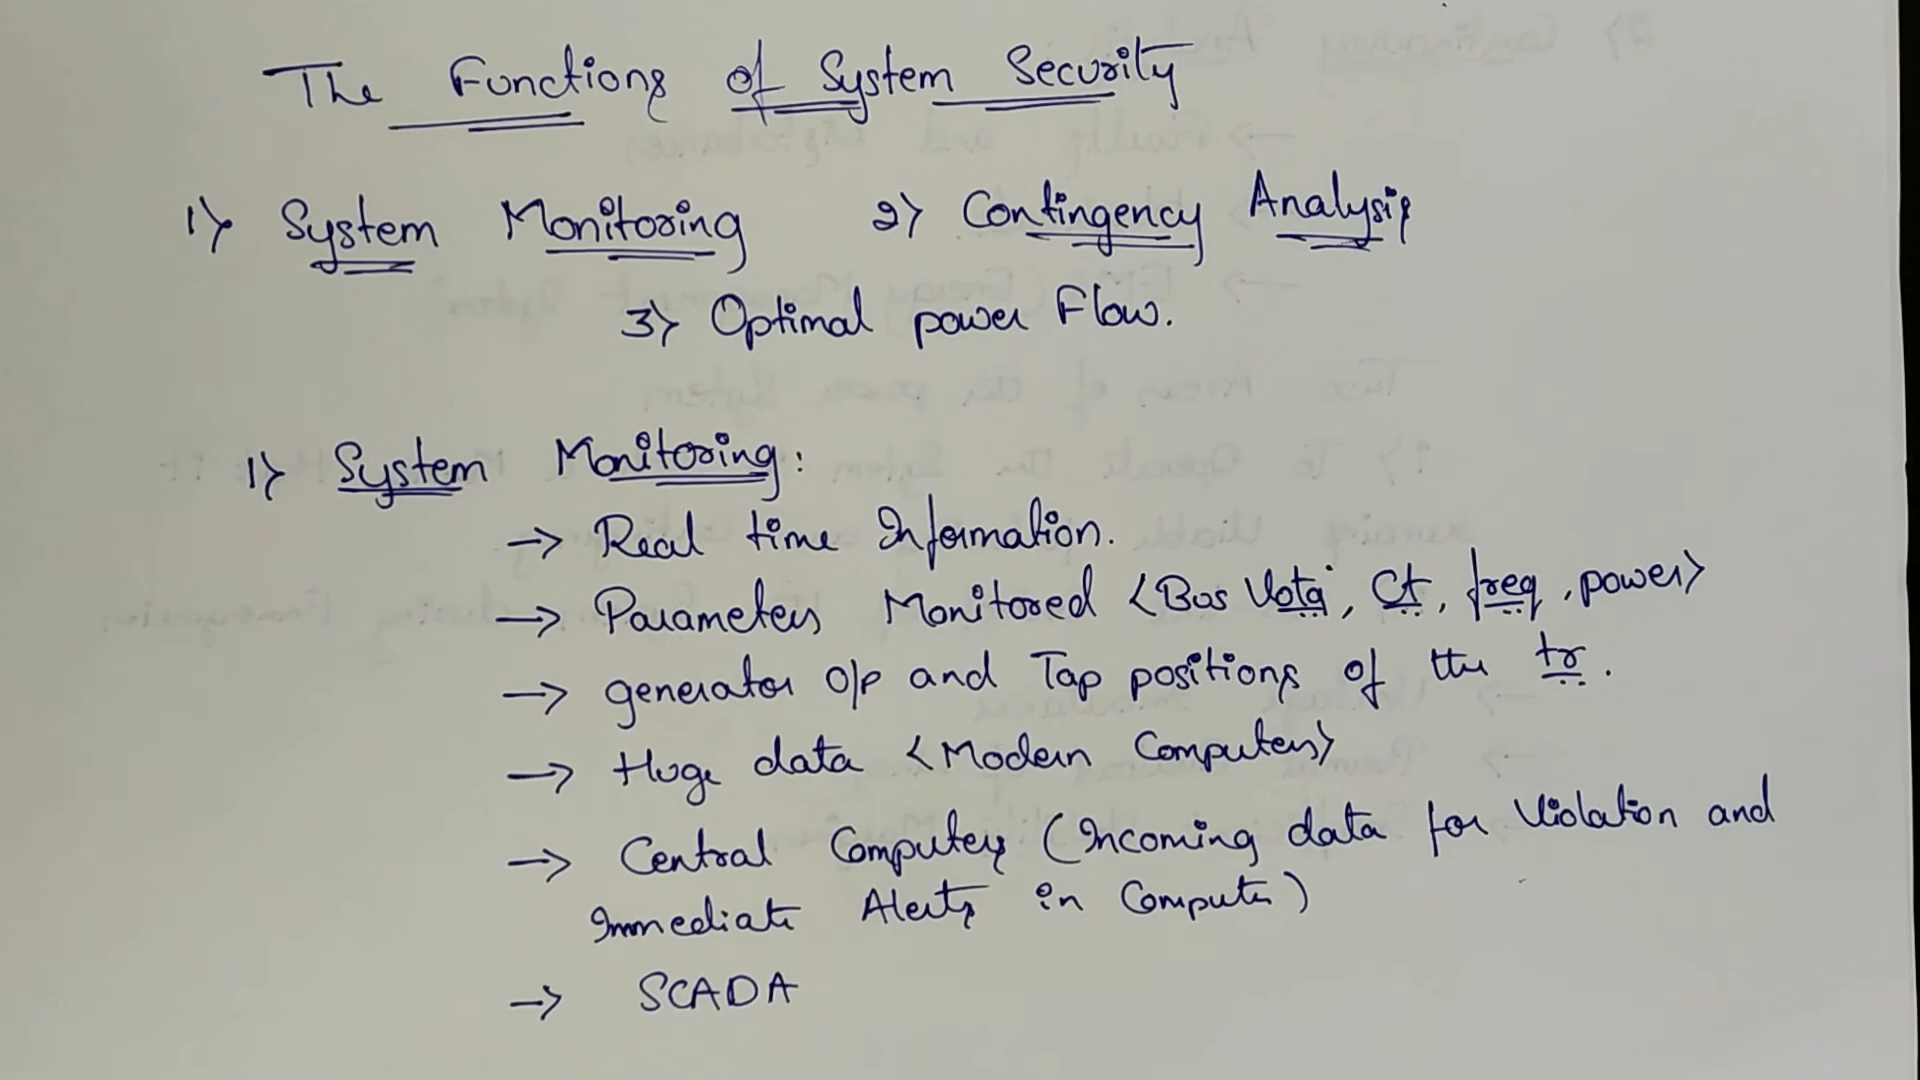 The Functions of System Security
1) System Monitoring 2) Contingency Analysis
3) Optimal power Flow.
1) System Monitoring:
→ Real time Information.
→ Parameters Monitored <Bus Votg, Ct, freq, power>
→ generator o/p and Tap positions of the tr.
→ Huge data <Modern Computers>
→ Central Computers (Incoming data for Violation and
Immediate Alerts in Computer)
→ SCADA